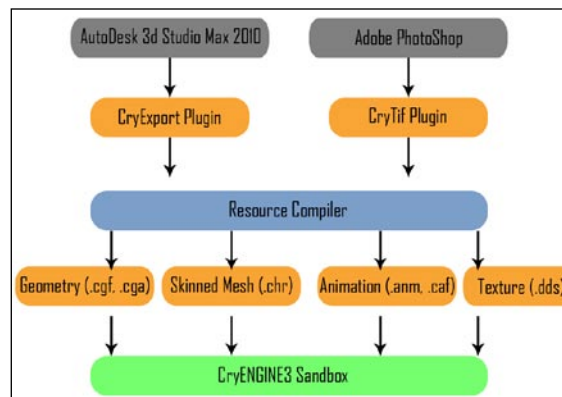 AutoDesk 3d Studio Max 2010
Adobe PhotoShop
CryExport Plugin
CryTif Plugin
Resource Compiler
Geometry (.cgf, .cga)
Skinned Mesh (.chr)
Animation (.anm, .caf)
Texture (.dds)
CryENGINE3 Sandbox